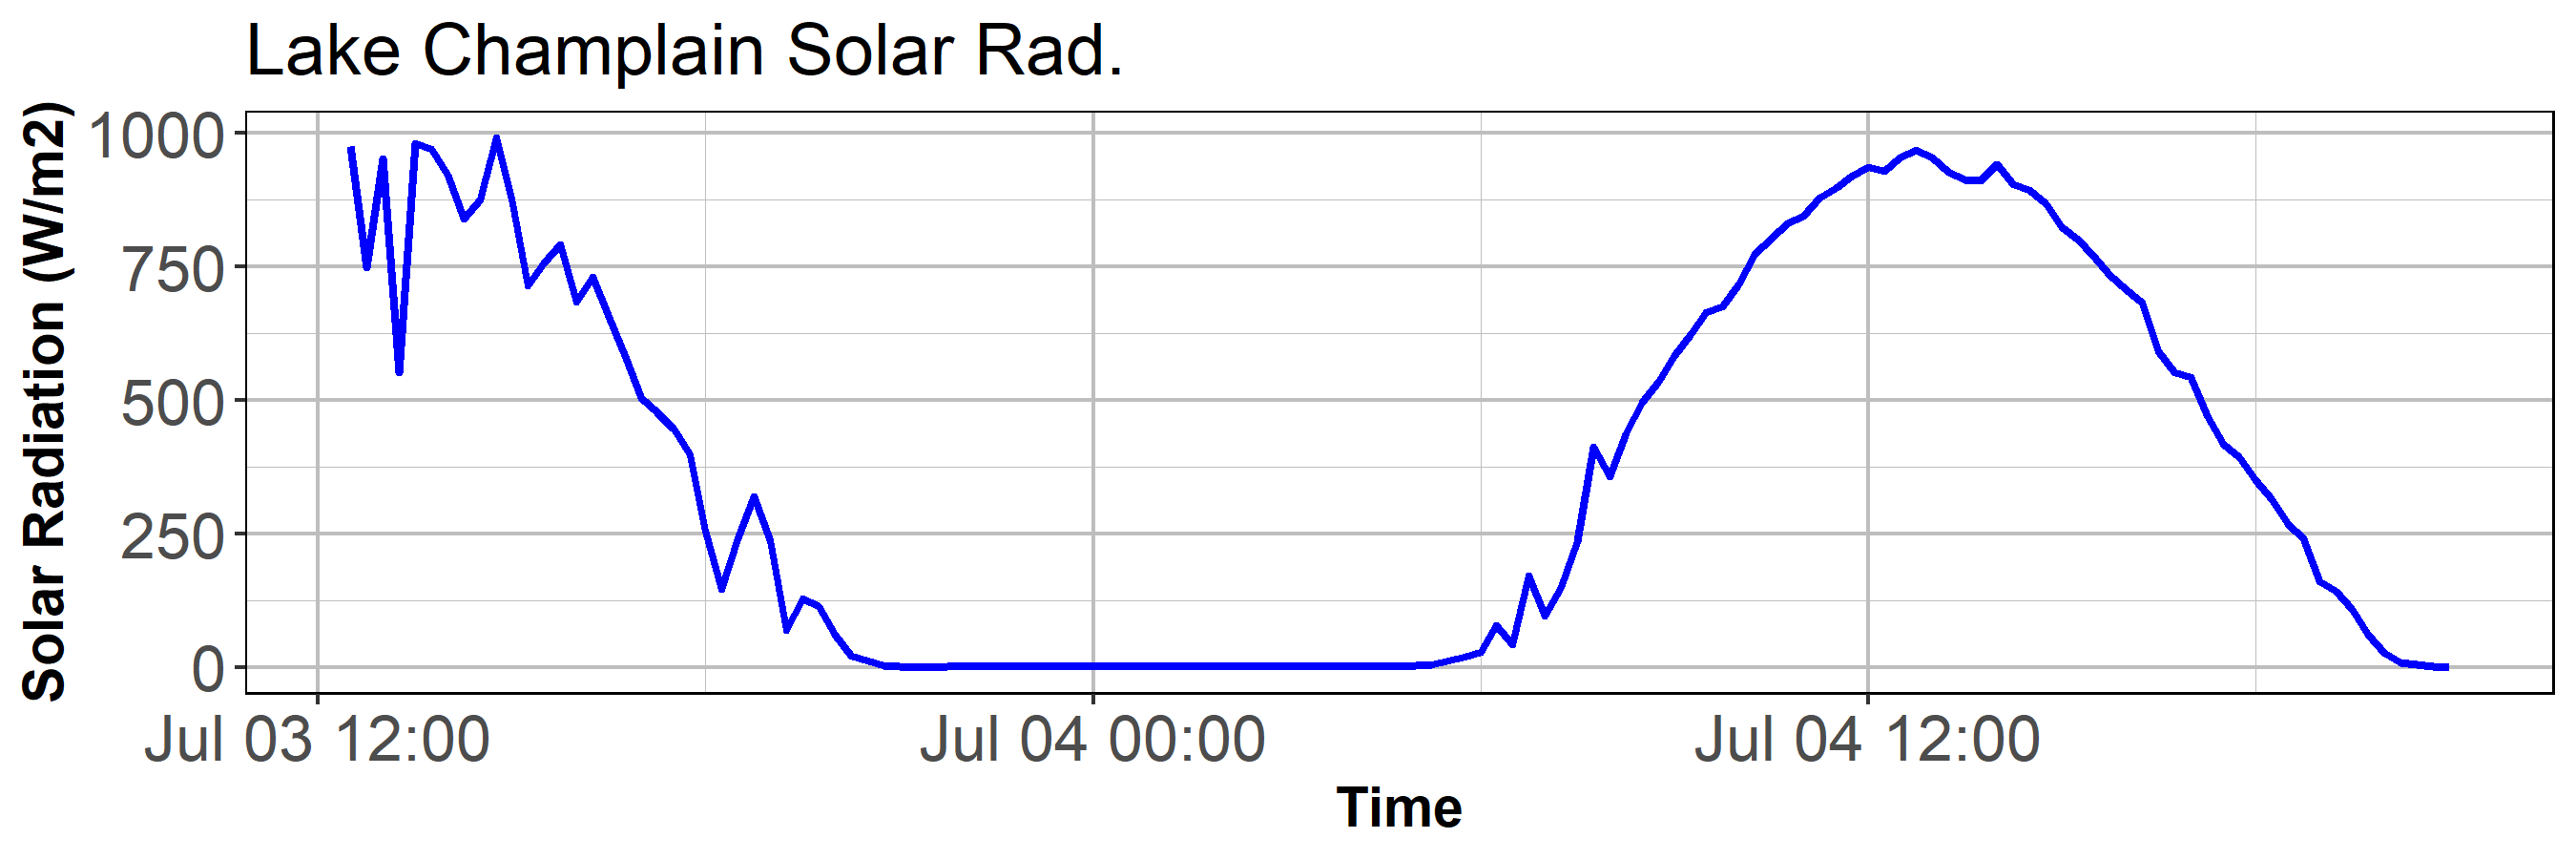 Lake Champlain Solar Rad.
Solar Radiation (W/m2)
1000
750
500
250
0
Jul 03 12:00
Jul 04 00:00
Jul 04 12:00
Time